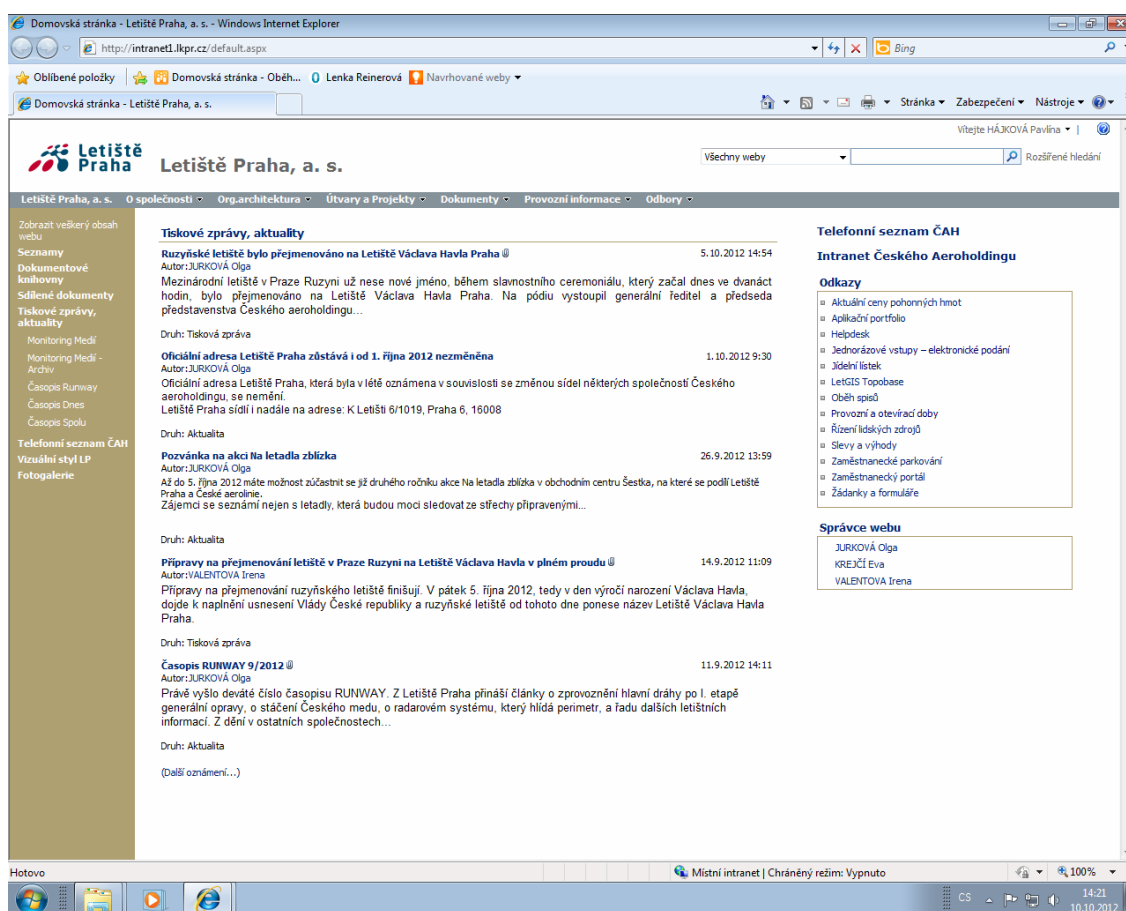 Domovská stránka - Letiště Praha, a. s. - Windows Internet Explorer
http://intranet1.lkpr.cz/default.aspx
Bing
Oblíbené položky
Domovská stránka - Oběh...
Lenka Reinerová
Navrhované weby
Domovská stránka - Letiště Praha, a. s.
Stránka
Zabezpečení
Nástroje
Vítejte HÁJKOVÁ Pavlína
Letiště
Praha
Letiště Praha, a. s.
Všechny weby
Rozšířené hledání
Letiště Praha, a. s.
O společnosti
Org.architektura
Útvary a Projekty
Dokumenty
Provozní informace
Odbory
Zobrazit veškerý obsah
webu
Seznamy
Dokumentové
knihovny
Sdílené dokumenty
Tiskové zprávy,
aktuality
Monitoring Medií
Monitoring Medií -
Archiv
Časopis Runway
Časopis Dnes
Časopis Spolu
Telefonní seznam ČAH
Vizuální styl LP
Fotogalerie
Tiskové zprávy, aktuality
Ruzyňské letiště bylo přejmenováno na Letiště Václava Havla Praha
5.10.2012 14:54
Autor:JURKOVÁ Olga
Mezinárodní letiště v Praze Ruzyni už nese nové jméno, během slavnostního ceremoniálu, který začal dnes ve dvanáct
hodin, bylo přejmenováno na Letiště Václava Havla Praha. Na pódiu vystoupil generální ředitel a předseda
představenstva Českého aeroholdingu...
Druh: Tisková zpráva
Oficiální adresa Letiště Praha zůstává i od 1. října 2012 nezměněna
1.10.2012 9:30
Autor:JURKOVÁ Olga
Oficiální adresa Letiště Praha, která byla v létě oznámena v souvislosti se změnou sídel některých společností Českého
aeroholdingu, se nemění.
Letiště Praha sídlí i nadále na adrese: K Letišti 6/1019, Praha 6, 16008
Druh: Aktualita
Pozvánka na akci Na letadla zblízka
26.9.2012 13:59
Autor:JURKOVÁ Olga
Až do 5. října 2012 máte možnost zúčastnit se již druhého ročníku akce Na letadla zblízka v obchodním centru Šestka, na které se podílí Letiště
Praha a České aerolinie.
Zájemci se seznámí nejen s letadly, která budou moci sledovat ze střechy připravenými...
Druh: Aktualita
Přípravy na přejmenování letiště v Praze Ruzyni na Letiště Václava Havla v plném proudu
14.9.2012 11:09
Autor:VALENTOVA Irena
Přípravy na přejmenování ruzyňského letiště finišují. V pátek 5. října 2012, tedy v den výročí narození Václava Havla,
dojde k naplnění usnesení Vlády České republiky a ruzyňské letiště od tohoto dne ponese název Letiště Václava Havla
Praha.
Druh: Tisková zpráva
Časopis RUNWAY 9/2012
11.9.2012 14:11
Autor:JURKOVÁ Olga
Právě vyšlo deváté číslo časopisu RUNWAY. Z Letiště Praha přináší články o zprovoznění hlavní dráhy po I. etapě
generální opravy, o stáčení Českého medu, o radarovém systému, který hlídá perimetr, a řadu dalších letištních
informací. Z dění v ostatních společnostech...
Druh: Aktualita
(Další oznámení...)
Telefonní seznam ČAH
Intranet Českého Aeroholdingu
Odkazy
Aktuální ceny pohonných hmot
Aplikační portfolio
Helpdesk
Jednorázové vstupy – elektronické podání
Jídelní lístek
LetGIS Topobase
Oběh spisů
Provozní a otevírací doby
Řízení lidských zdrojů
Slevy a výhody
Zaměstnanecké parkování
Zaměstnanecký portál
Žádanky a formuláře
Správce webu
JURKOVÁ Olga
KREJČÍ Eva
VALENTOVA Irena
Hotovo
Místní intranet | Chráněný režim: Vypnuto
100%
CS
14:21
10.10.2012